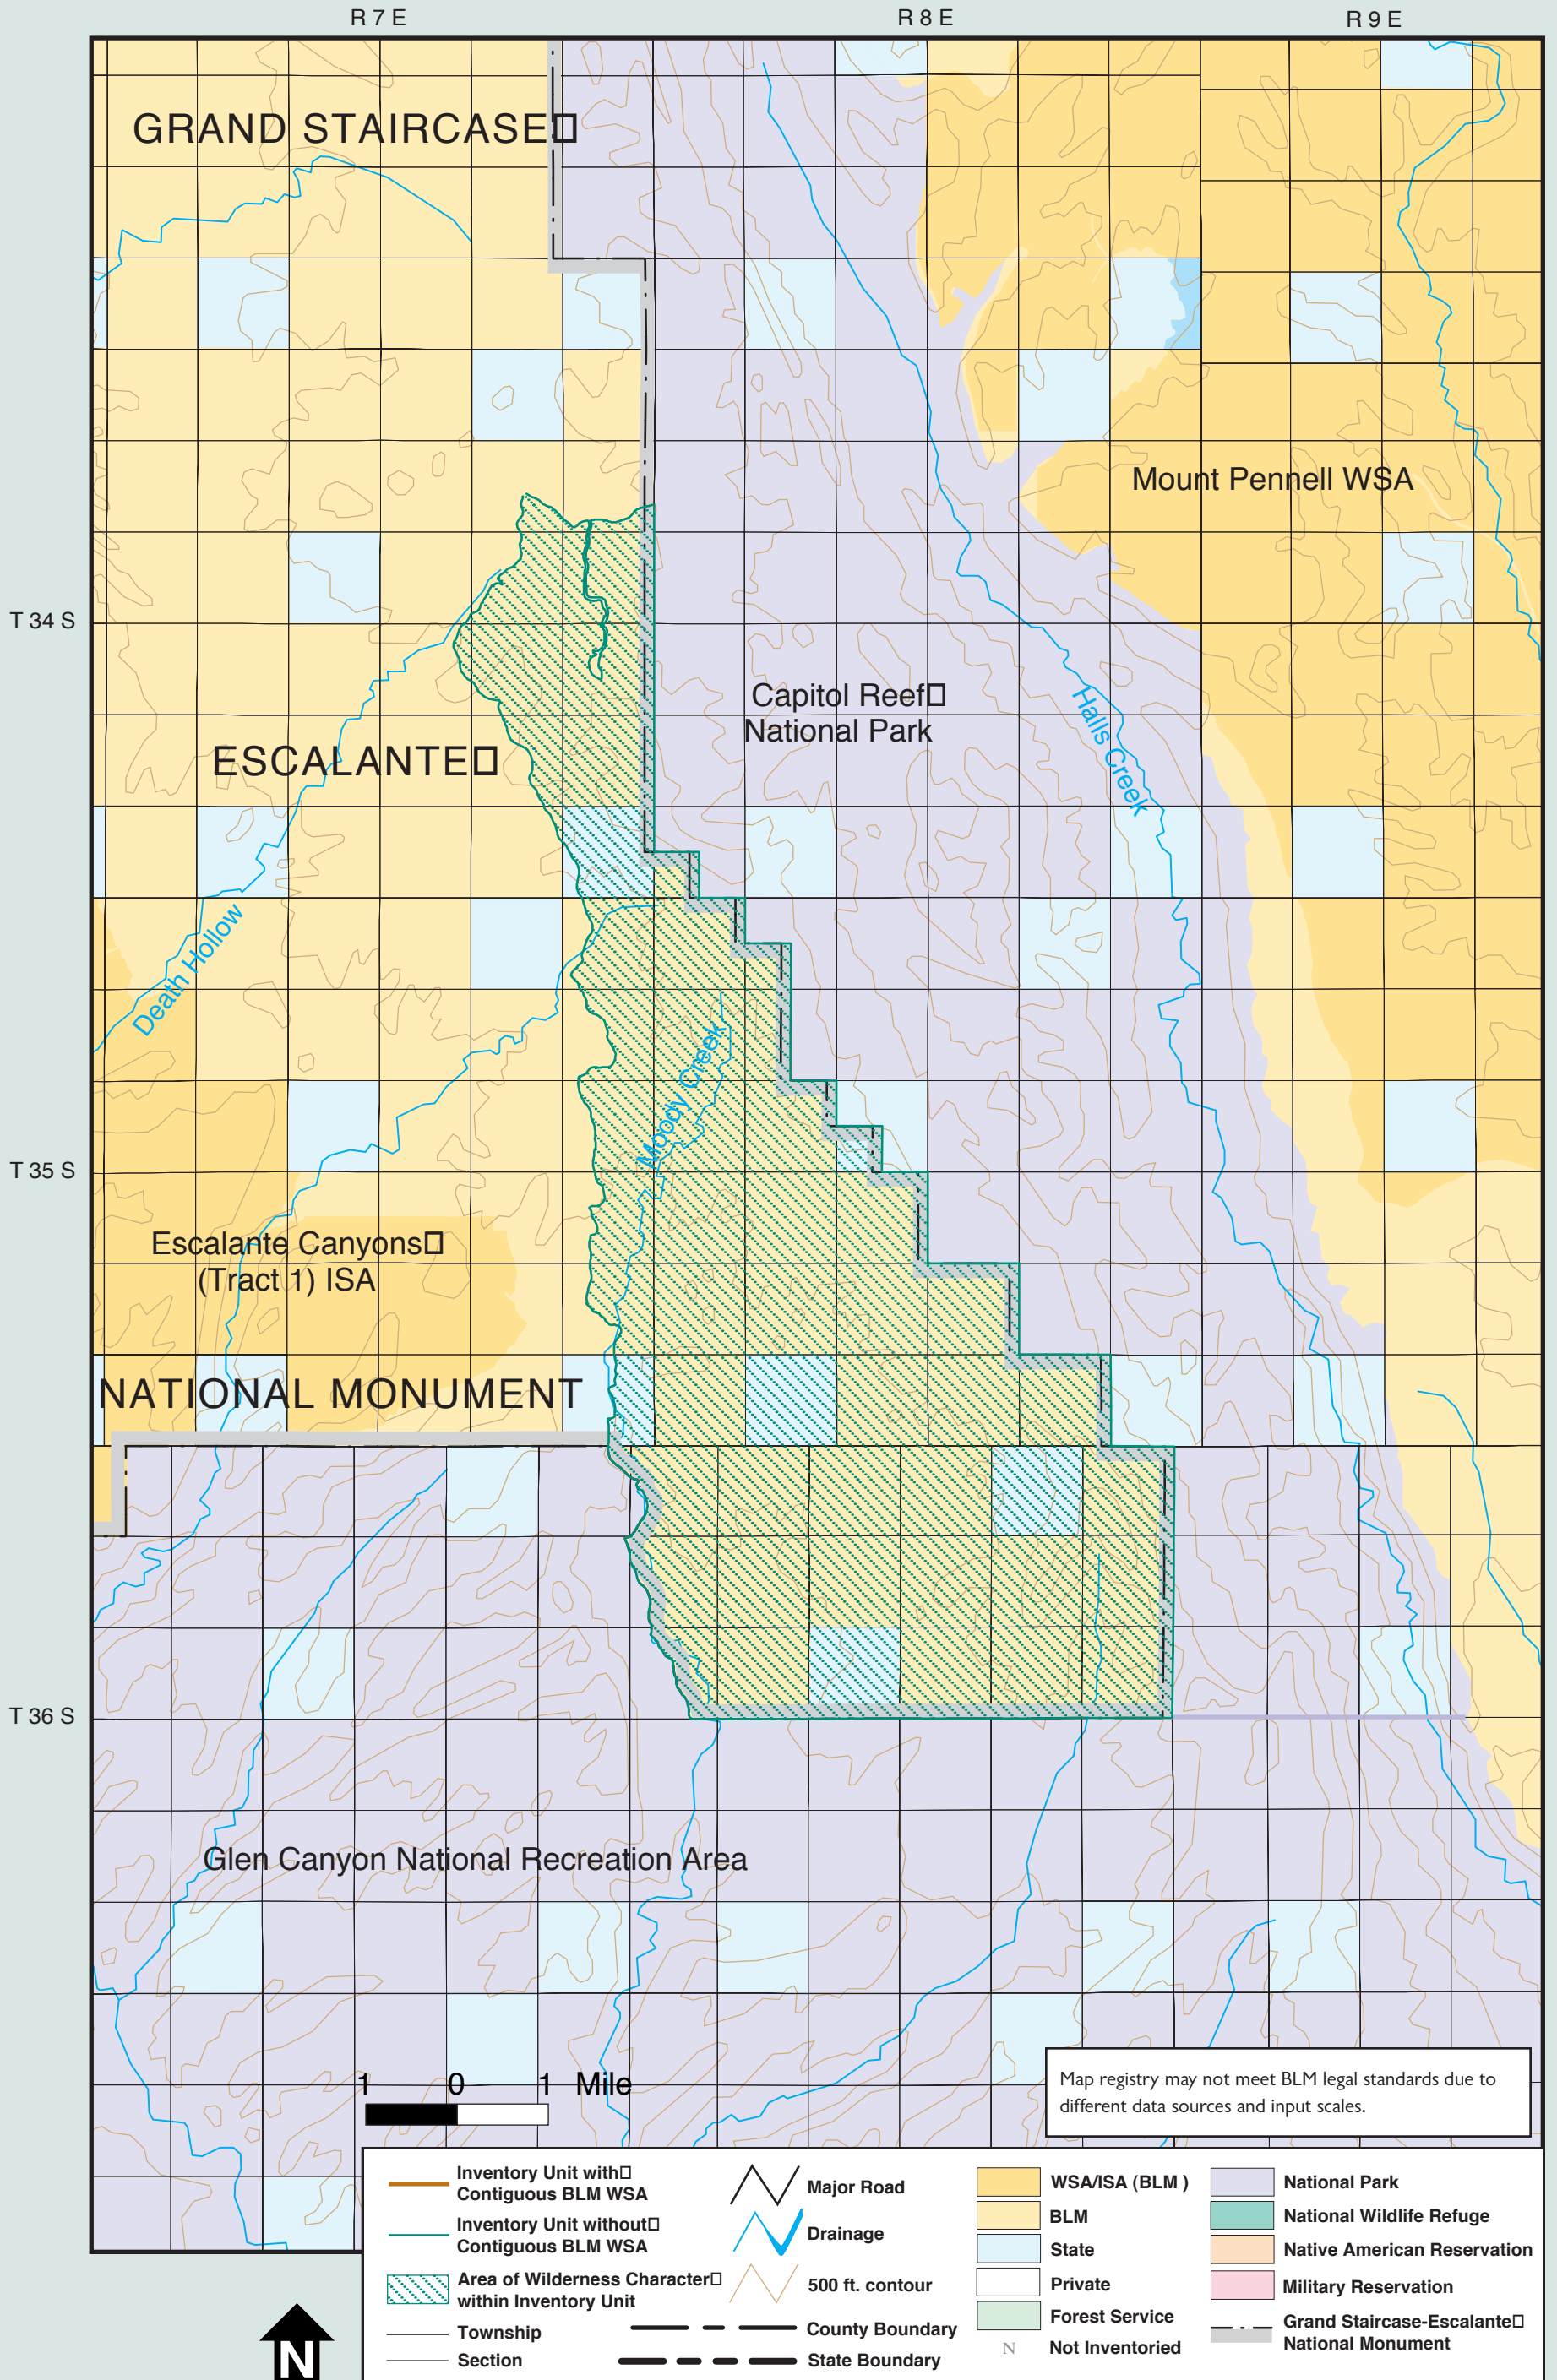 R 7 E
R 8 E
R 9 E
GRAND STAIRCASE
Mount Pennell WSA
T 34 S
Capitol Reef
National Park
Halls Creek
ESCALANTE
Death Hollow
Moody Creek
T 35 S
Escalante Canyons
(Tract 1) ISA
NATIONAL MONUMENT
T 36 S
Glen Canyon National Recreation Area
1 0 1 Mile
Map registry may not meet BLM legal standards due to
different data sources and input scales.
Inventory Unit with
Contiguous BLM WSA
Inventory Unit without
Contiguous BLM WSA
Area of Wilderness Character
within Inventory Unit
Township
Section
Major Road
Drainage
500 ft. contour
County Boundary
State Boundary
WSA/ISA (BLM )
BLM
State
Private
Forest Service
N Not Inventoried
National Park
National Wildlife Refuge
Native American Reservation
Military Reservation
Grand Staircase-Escalante
National Monument
N